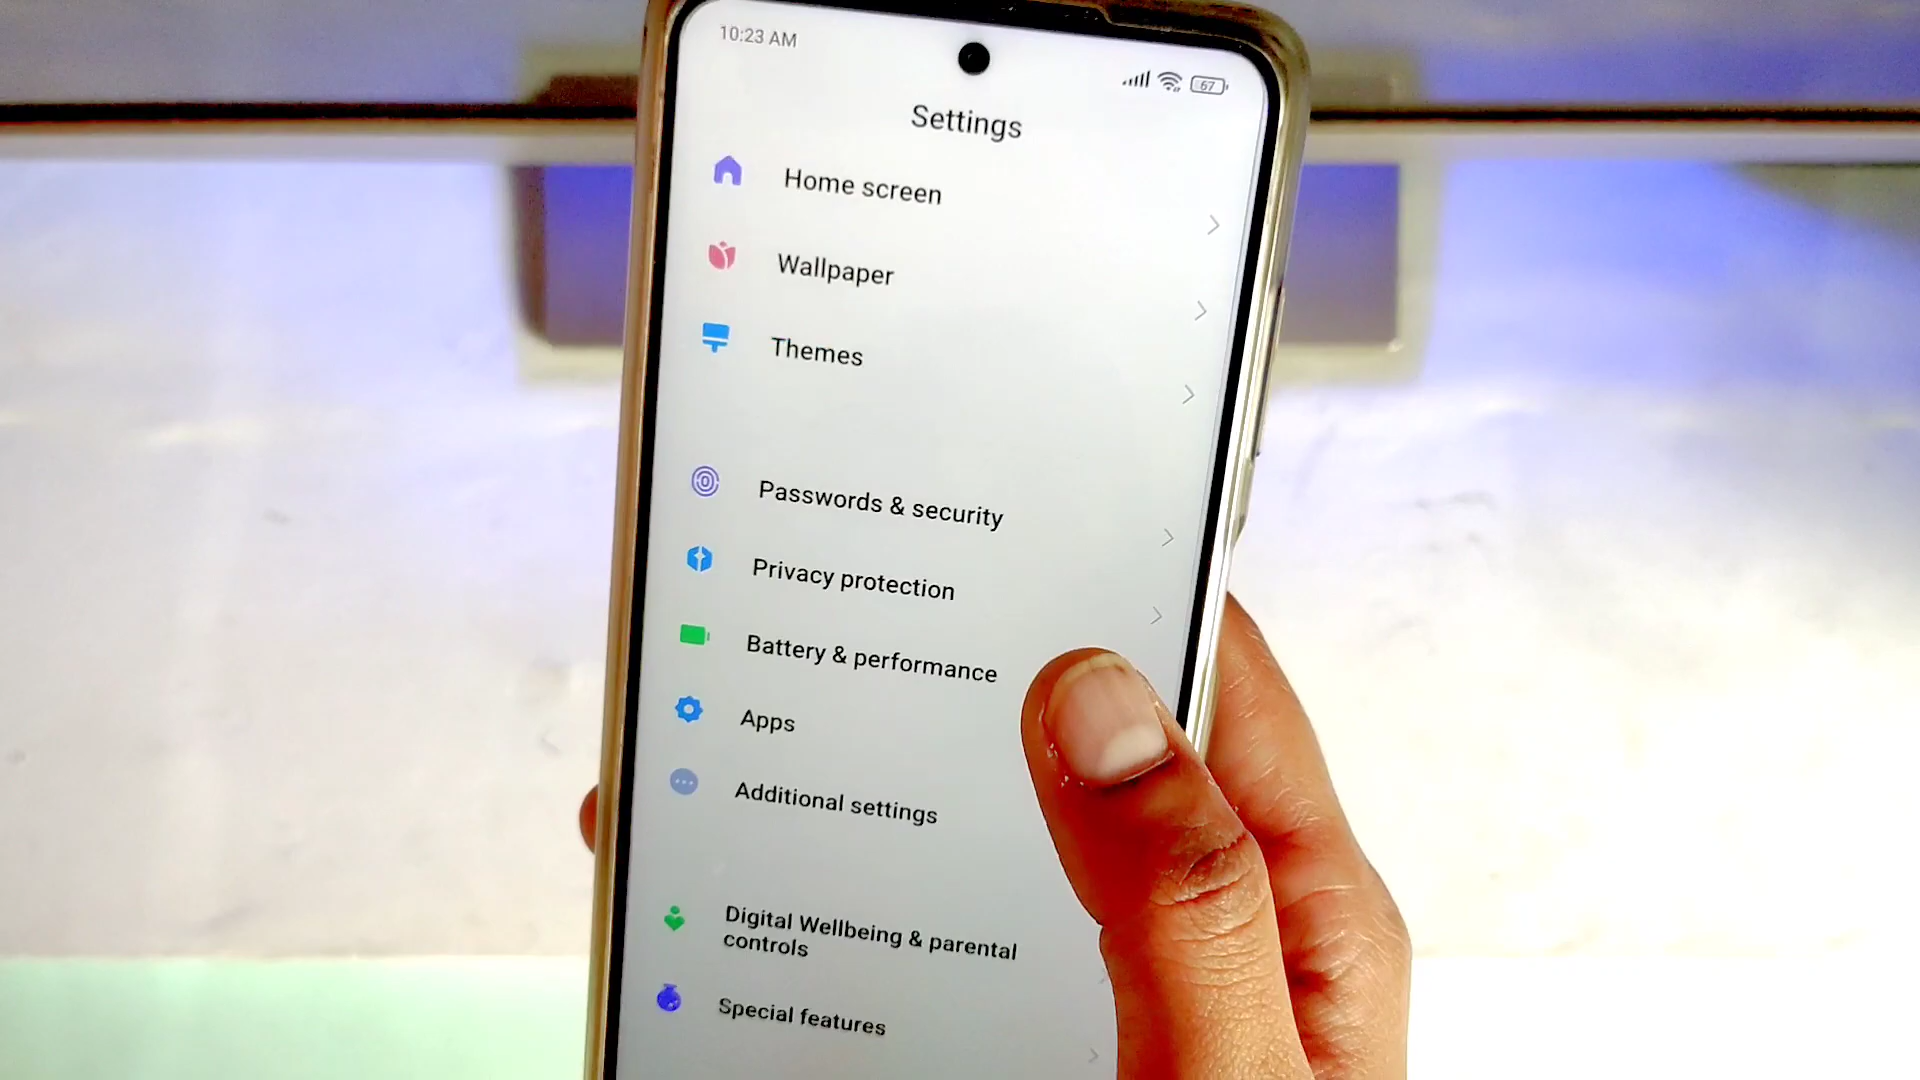 10:23 AM
67
Settings
Home screen
Wallpaper
Themes
Passwords & security
Privacy protection
Battery & performance
Apps
Additional settings
Digital Wellbeing & parental
controls
Special features